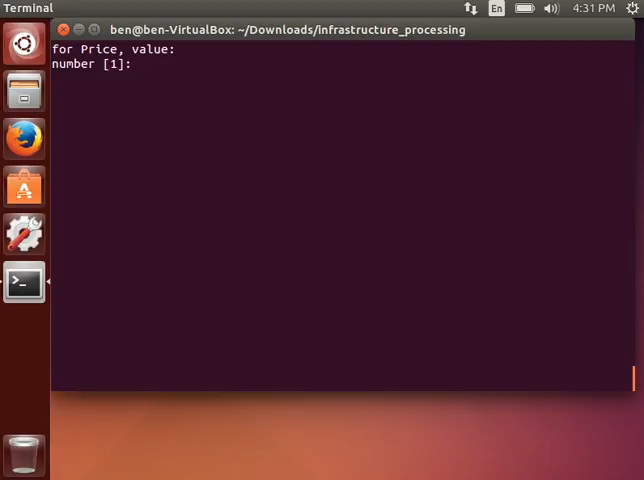 Terminal
En
4:31 PM
ben@ben-VirtualBox: ~/Downloads/infrastructure_processing
for Price, value:
number [1]: